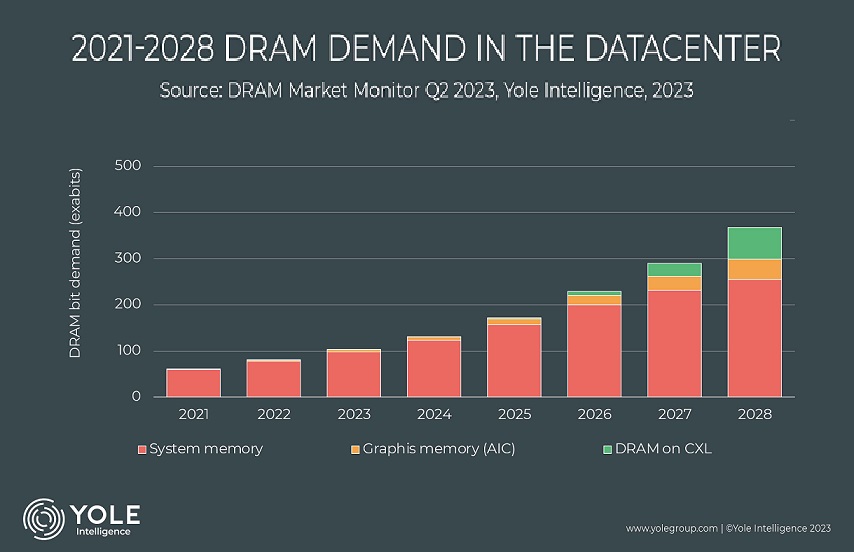 2021-2028 DRAM DEMAND IN THE DATACENTER
Source: DRAM Market Monitor Q2 2023, Yole Intelligence, 2023
DRAM bit demand (exabits)
500
400
300
200
100
0
2021 2022 2023 2024 2025 2026 2027 2028
System memory Graphis memory (AIC) DRAM on CXL
YOLE
Intelligence
www.yolegroup.com | ©Yole Intelligence 2023